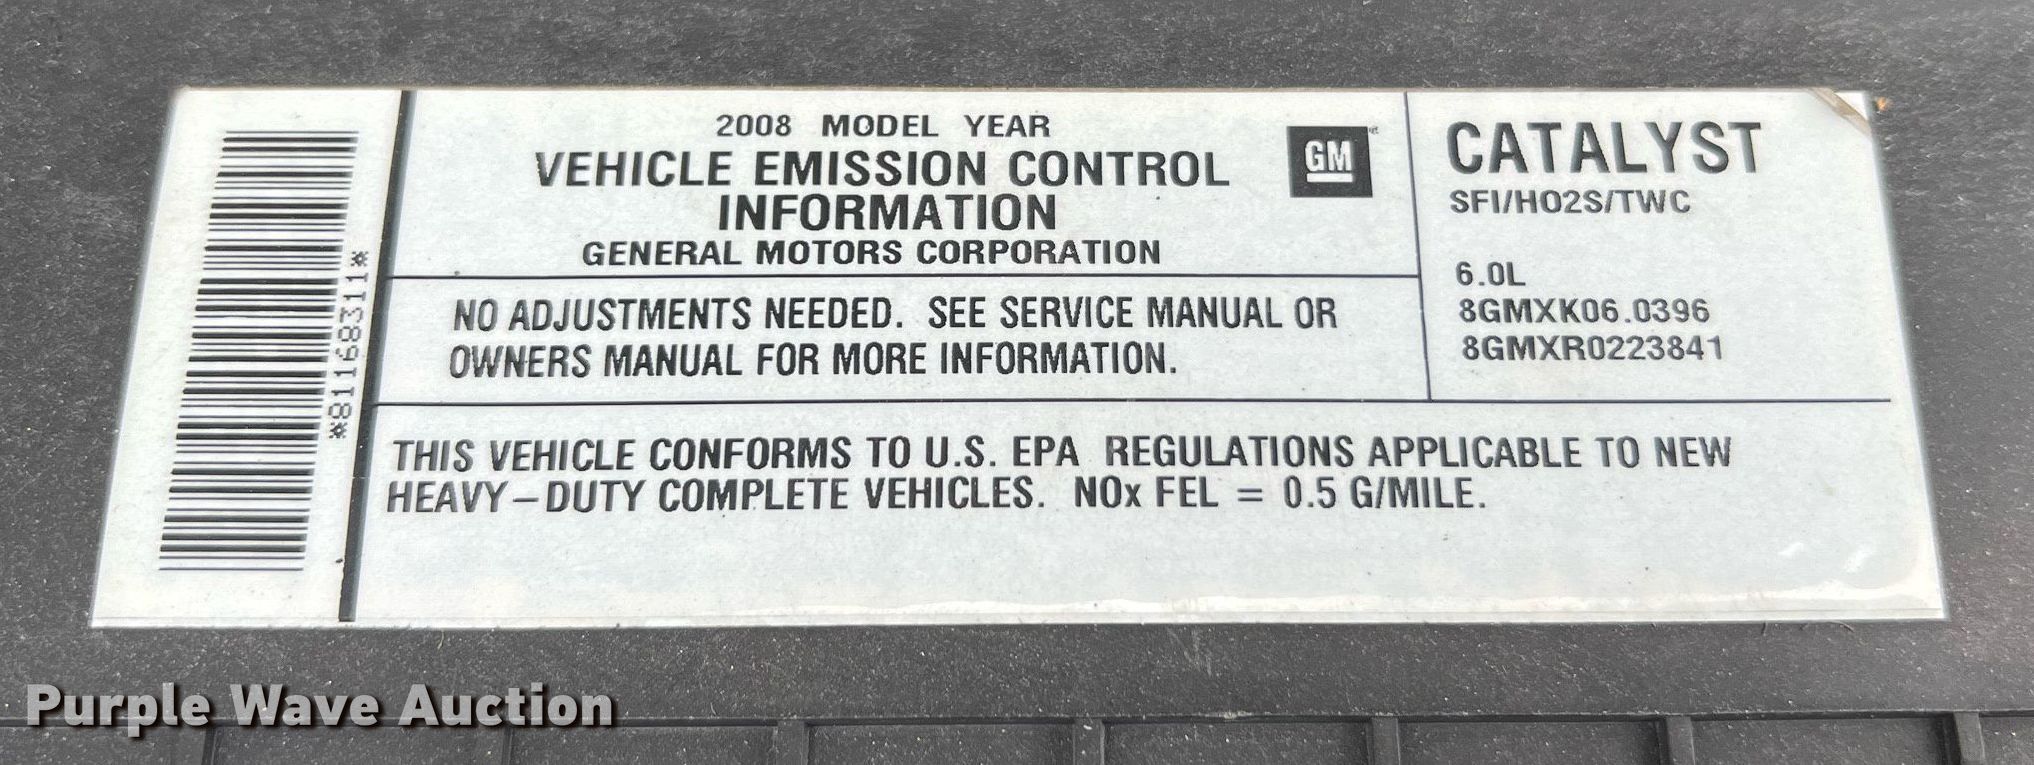 2008 MODEL YEAR
VEHICLE EMISSION CONTROL
INFORMATION
GENERAL MOTORS CORPORATION
GM
CATALYST
SFI/HO2S/TWC
6.0L
8GMXK06.0396
8GMXR0223841
*81168311*
NO ADJUSTMENTS NEEDED. SEE SERVICE MANUAL OR
OWNERS MANUAL FOR MORE INFORMATION.
THIS VEHICLE CONFORMS TO U.S. EPA REGULATIONS APPLICABLE TO NEW
HEAVY-DUTY COMPLETE VEHICLES. NOx FEL = 0.5 G/MILE.
Purple Wave Auction